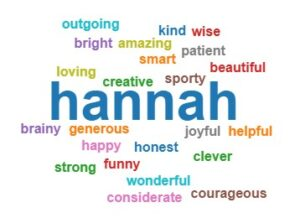 outgoing
kind wise
bright amazing
patient
smart
beautiful
loving
sporty
creative
hannah
brainy generous joyful helpful
happy honest
clever
strong funny
wonderful
considerate courageous